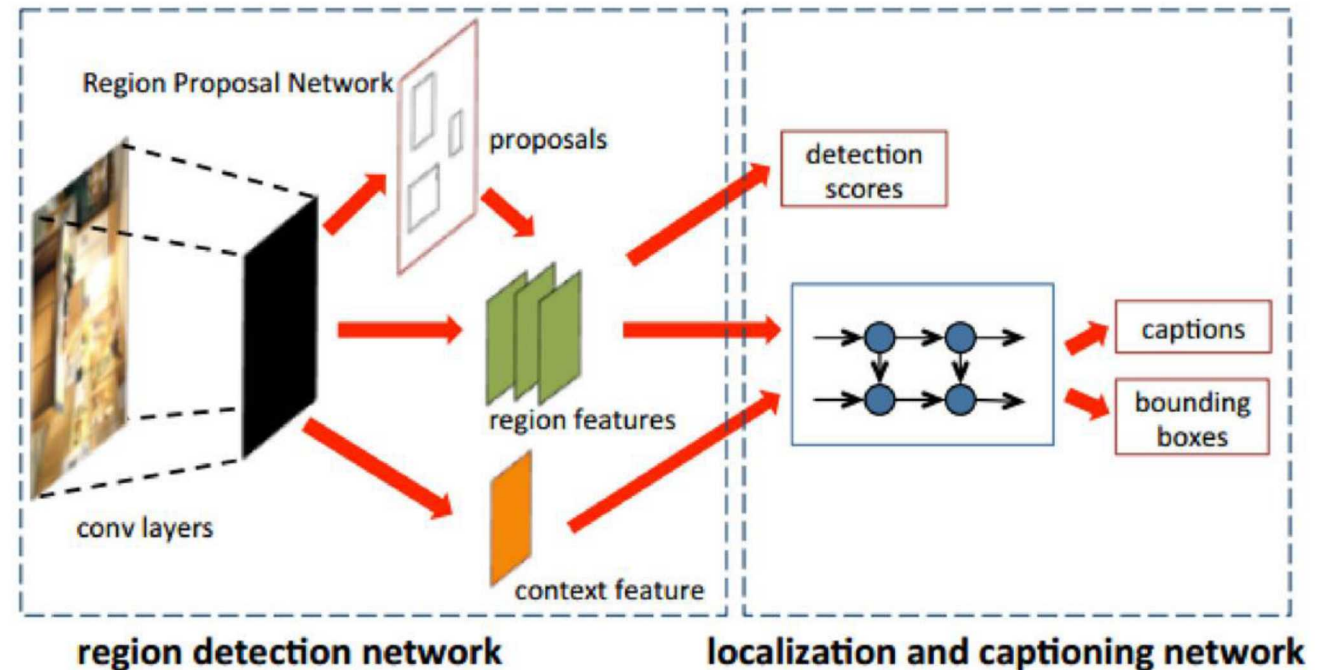 Region Proposal Network
proposals
detection
scores
captions
region features
bounding
boxes
conv layers
context feature
region detection network
localization and captioning network